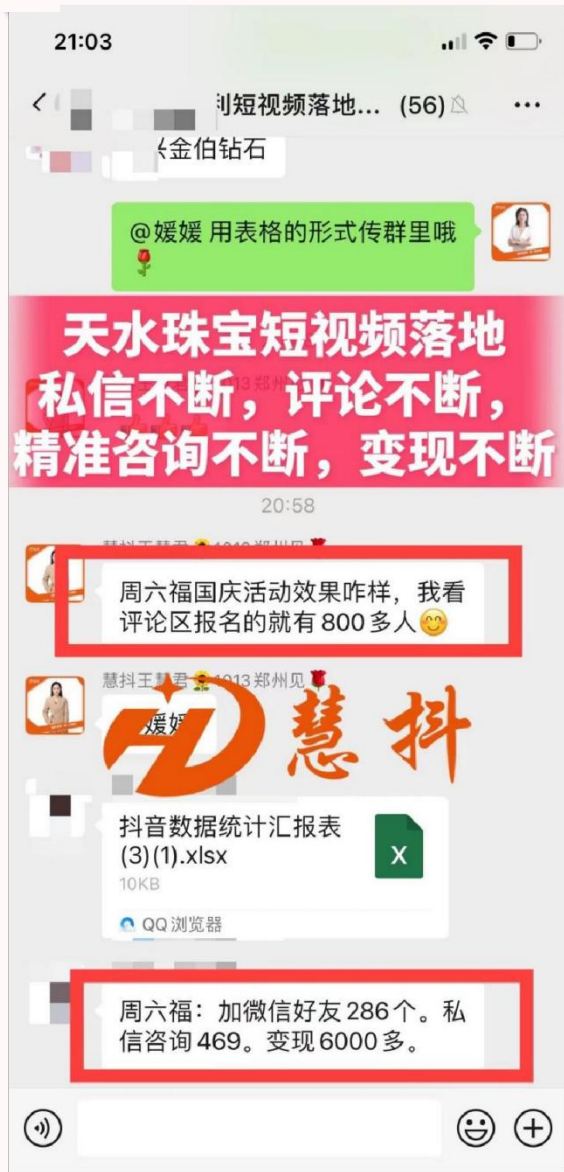 21:03
利短视频落地... (56)
兴金伯钻石
@媛媛 用表格的形式传群里哦
天水珠宝短视频落地
私信不断，评论不断，
精准咨询不断，变现不断
20:58
周六福国庆活动效果咋样，我看
评论区报名的就有800多人
慧抖王慧君 1013郑州见
媛媛
慧抖
抖音数据统计汇报表
(3)(1).xlsx
10KB
X
QQ浏览器
周六福：加微信好友286个。私
信咨询469。变现6000多。